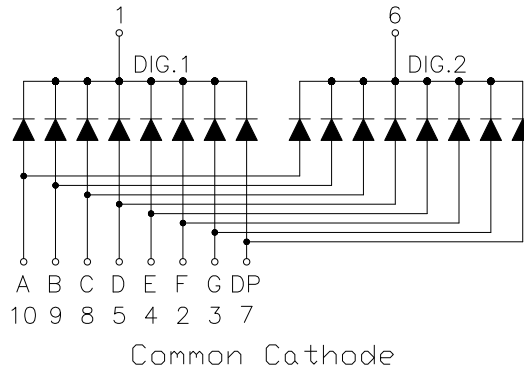 1 6
DIG.1 DIG.2
A B C D E F G DP
10 9 8 5 4 2 3 7
Common Cathode